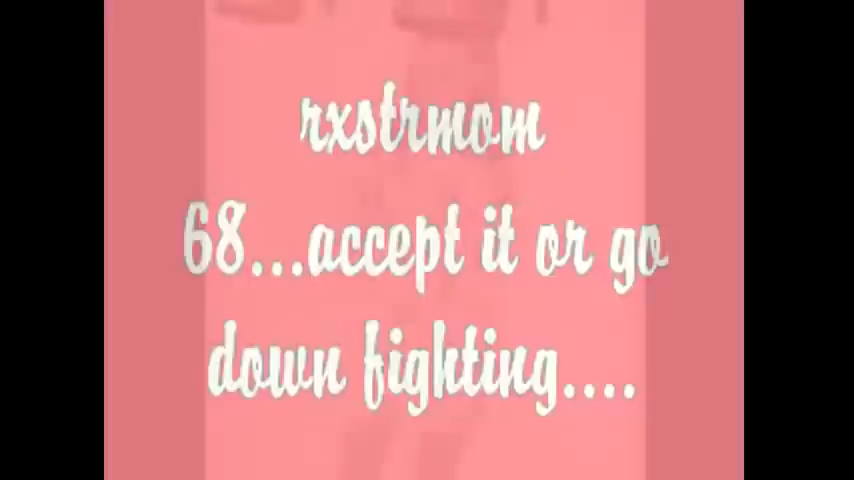 rxstrmom
68...accept it or go
down fighting....